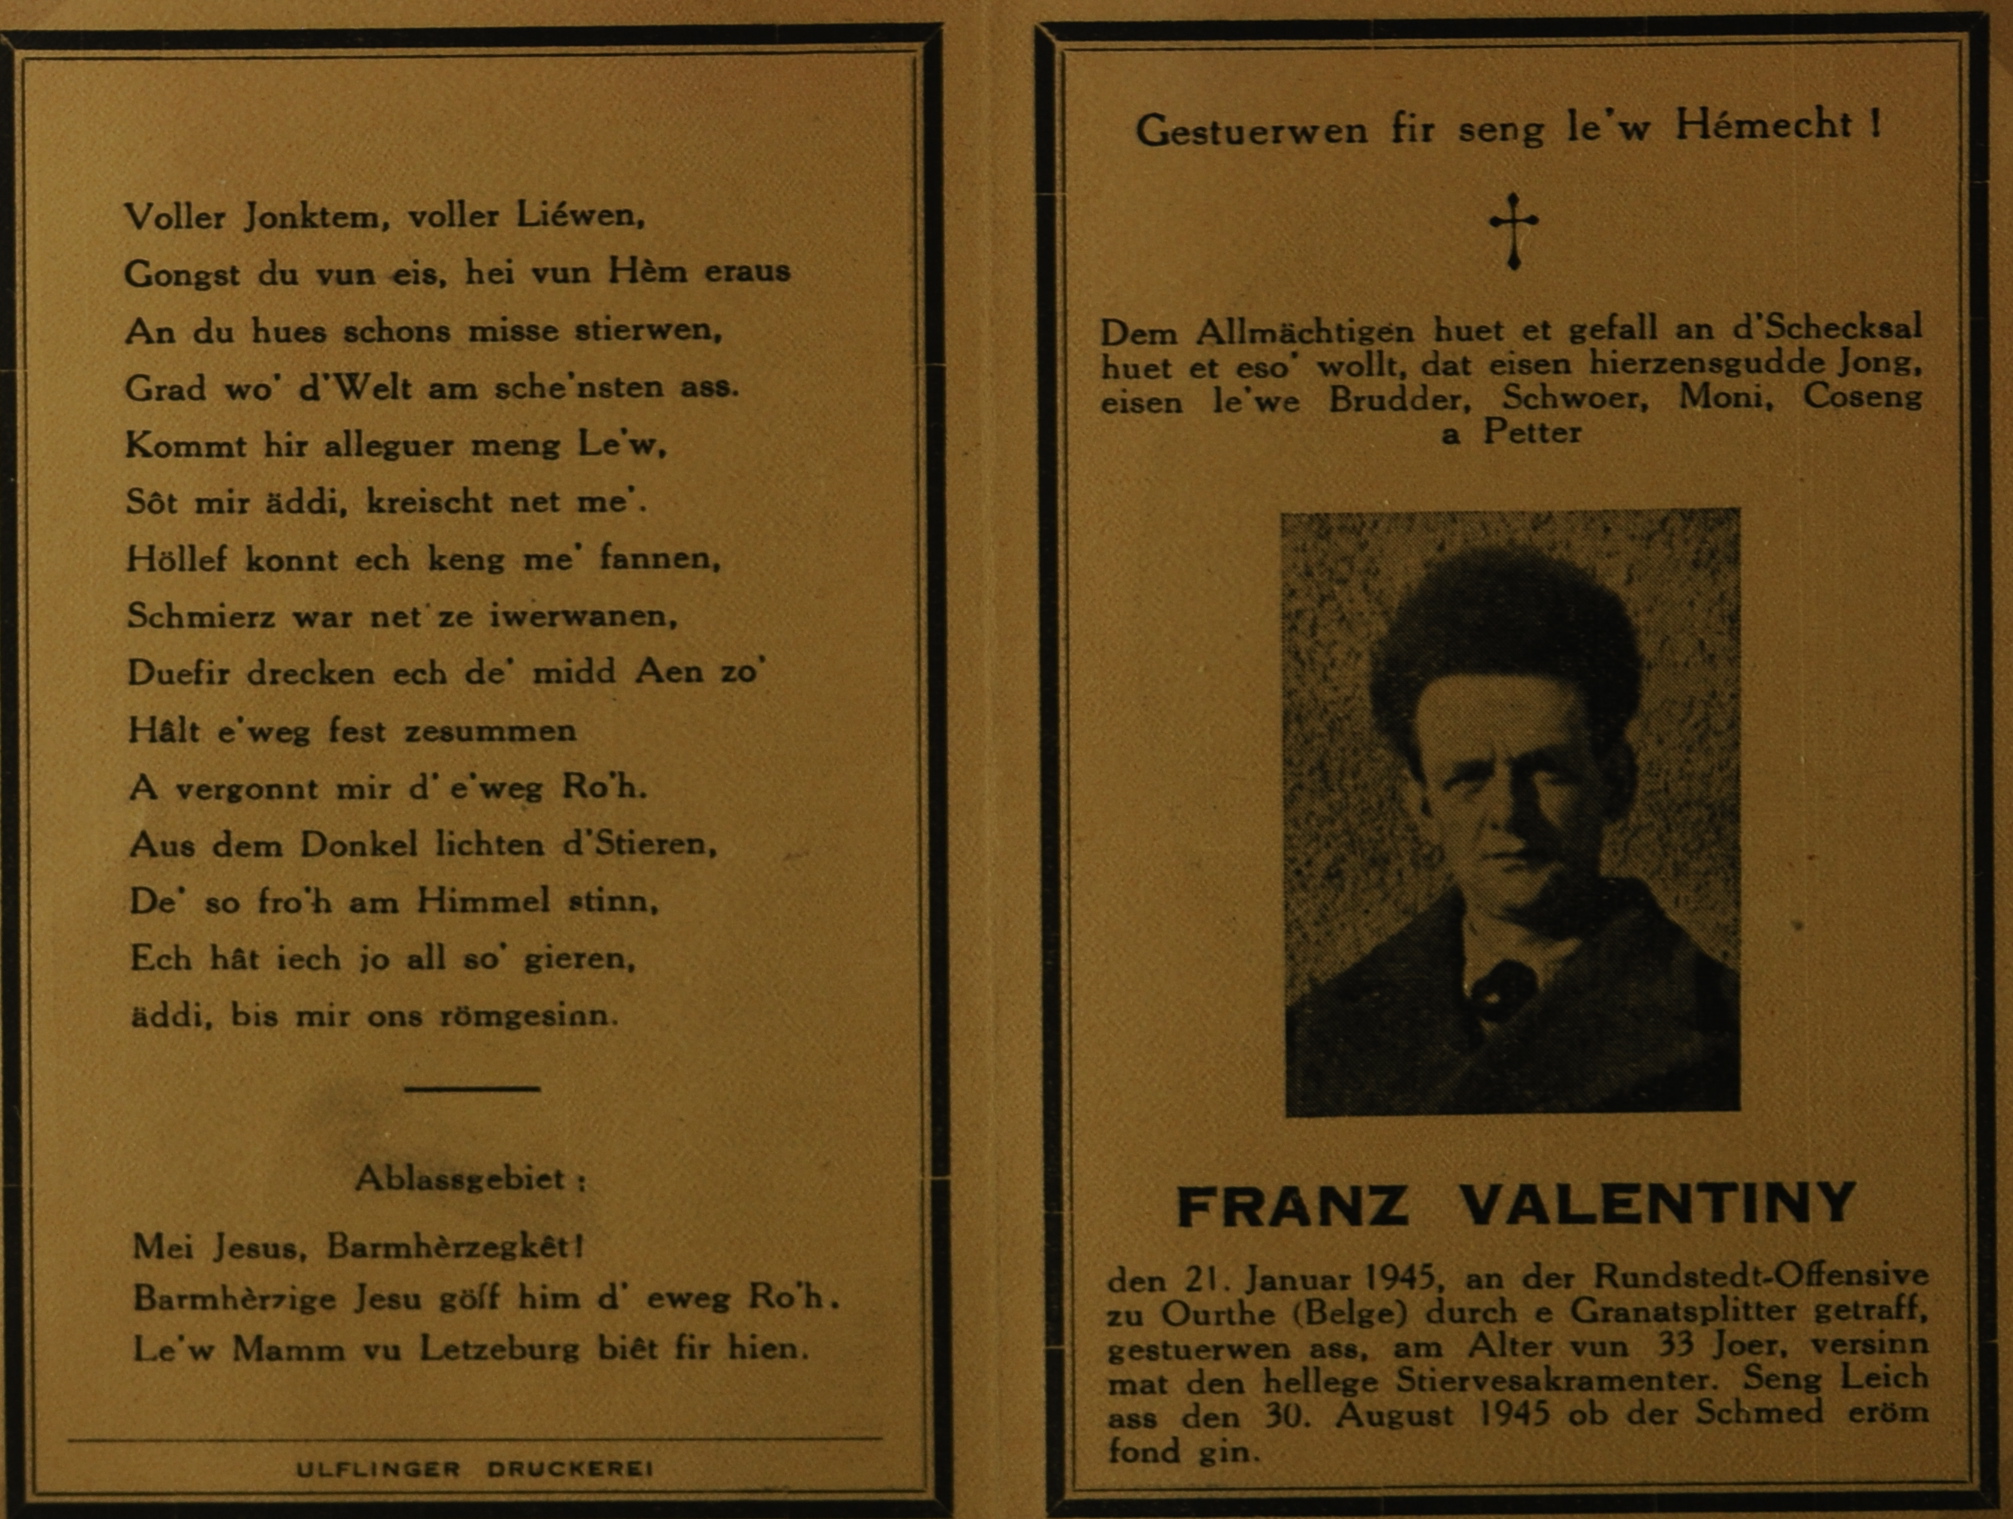 Voller Jonktem, voller Liéwen,
Gongst du vun eis, hei vun Hèm eraus
An du hues schons misse stierwen,
Grad wo' d'Welt am sche'nsten ass.
Kommt hir alleguer meng Le'w,
Sôt mir äddi, kreischt net me'.
Höllef konnt ech keng me' fannen,
Schmierz war net ze iwerwanen,
Duefir drecken ech de' midd Aen zo'
Hâlt e'weg fest zesummen
A vergonnt mir d' e'weg Ro'h.
Aus dem Donkel lichten d'Stieren,
De' so fro'h am Himmel stinn,
Ech hât iech jo all so' gieren,
äddi, bis mir ons römgesinn.
Ablassgebiet :
Mei Jesus, Barmhèrzegkêt!
Barmhèrzige Jesu göff him d' eweg Ro'h.
Le'w Mamm vu Letzeburg biêt fir hien.
ULFLINGER DRUCKEREI
Gestuerwen fir seng le'w Hémecht !
Dem Allmächtigen huet et gefall an d'Schecksal
huet et eso' wollt, dat eisen hierzensgudde Jong,
eisen le'we Brudder, Schwoer, Moni, Coseng
a Petter
FRANZ VALENTINY
den 21. Januar 1945, an der Rundstedt-Offensive
zu Ourthe (Belge) durch e Granatsplitter getraff,
gestuerwen ass, am Alter vun 33 Joer, versinn
mat den hellege Stiervesakramenter. Seng Leich
ass den 30. August 1945 ob der Schmed eröm
fond gin.